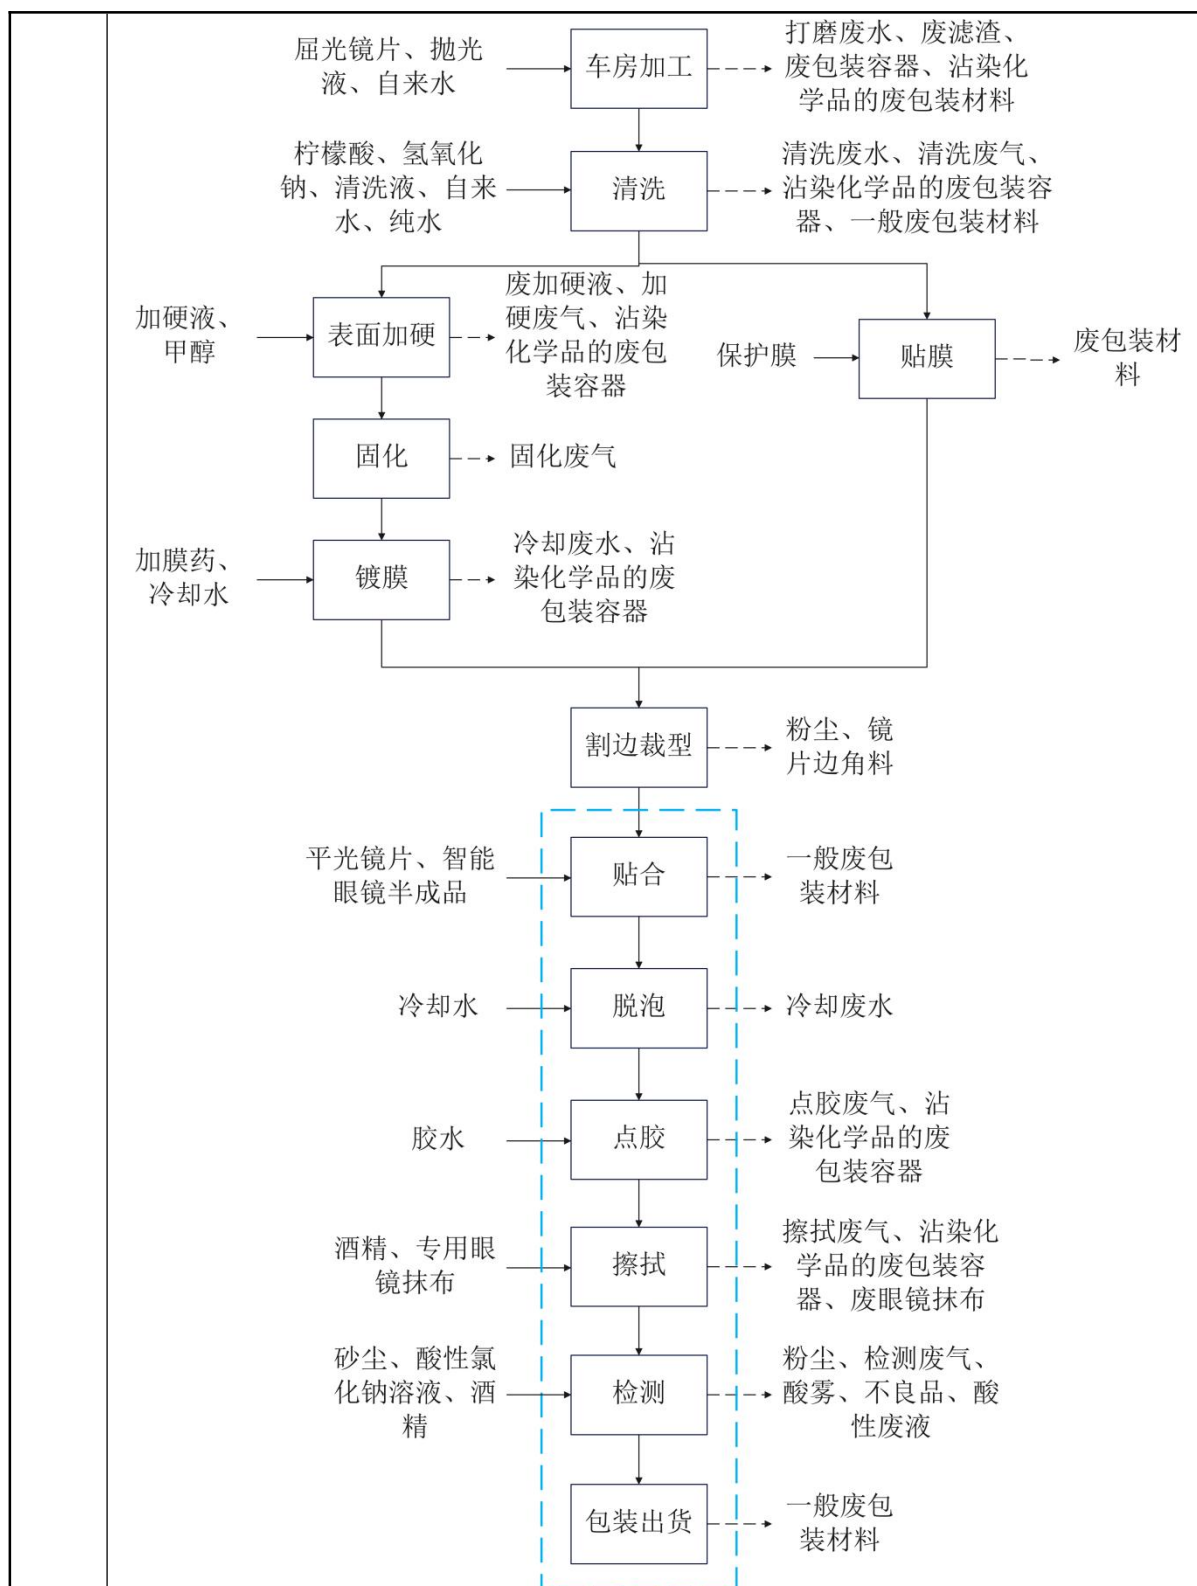 屈光镜片、抛光
液、自来水
车房加工
打磨废水、废滤渣、
废包装容器、沾染化
学品的废包装材料
柠檬酸、氢氧化
钠、清洗液、自来
水、纯水
清洗
清洗废水、清洗废气、
沾染化学品的废包装容
器、一般废包装材料
加硬液、
甲醇
表面加硬
废加硬液、加
硬废气、沾染
化学品的废包
装容器
保护膜
贴膜
废包装材
料
固化
固化废气
加膜药、
冷却水
镀膜
冷却废水、沾
染化学品的废
包装容器
割边裁型
粉尘、镜
片边角料
平光镜片、智能
眼镜半成品
贴合
一般废包
装材料
冷却水
脱泡
冷却废水
胶水
点胶
点胶废气、沾
染化学品的废
包装容器
酒精、专用眼
镜抹布
擦拭
擦拭废气、沾染化
学品的废包装容
器、废眼镜抹布
砂尘、酸性氯
化钠溶液、酒
精
检测
粉尘、检测废气、
酸雾、不良品、酸
性废液
包装出货
一般废包
装材料